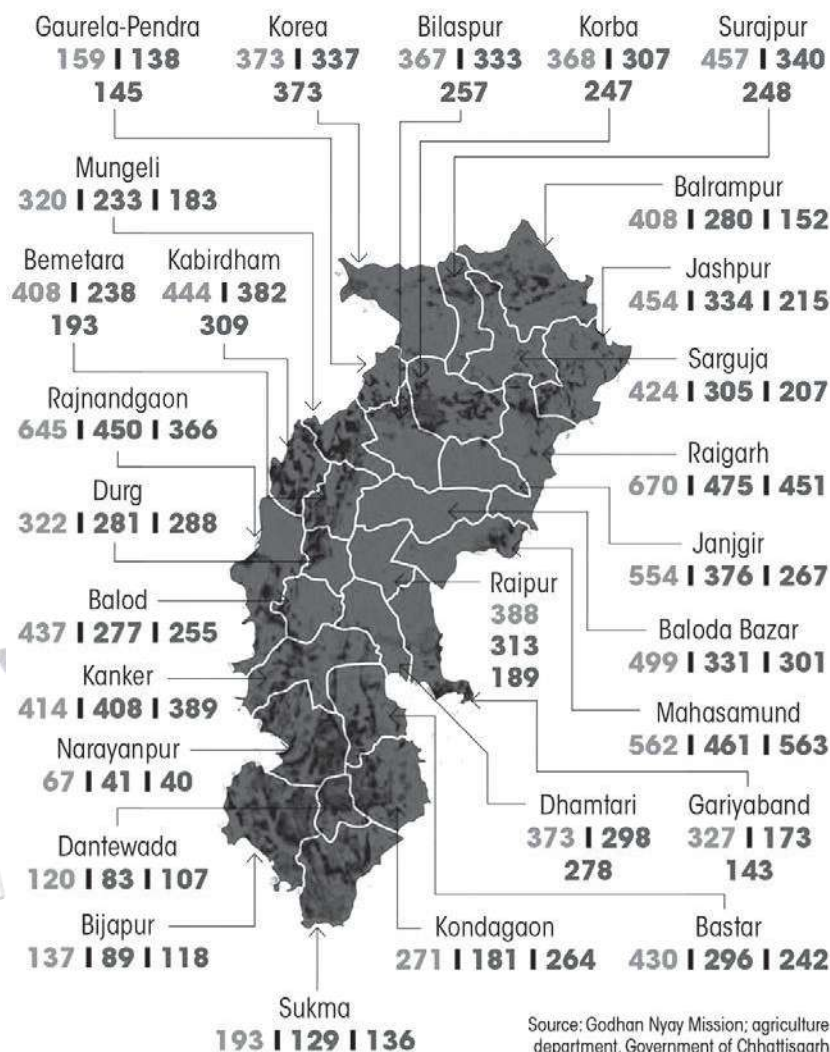 Gaurela-Pendra
159 | 138
145
Korea
373 | 337
373
Bilaspur
367 | 333
257
Korba
368 | 307
247
Surajpur
457 | 340
248
Mungeli
320 | 233 | 183
Balrampur
408 | 280 | 152
Bemetara
408 | 238
193
Kabirdham
444 | 382
309
Jashpur
454 | 334 | 215
Rajnandgaon
645 | 450 | 366
Sarguja
424 | 305 | 207
Durg
322 | 281 | 288
Raigarh
670 | 475 | 451
Janjgir
554 | 376 | 267
Balod
437 | 277 | 255
Raipur
388
313
189
Baloda Bazar
499 | 331 | 301
Kanker
414 | 408 | 389
Mahasamund
562 | 461 | 563
Narayanpur
67 | 41 | 40
Dhamtari
373 | 298
278
Gariyaband
327 | 173
143
Dantewada
120 | 83 | 107
Bijapur
137 | 89 | 118
Kondagaon
271 | 181 | 264
Bastar
430 | 296 | 242
Sukma
193 | 129 | 136
Source: Godhan Nyay Mission; agriculture
department, Government of Chhattisgarh